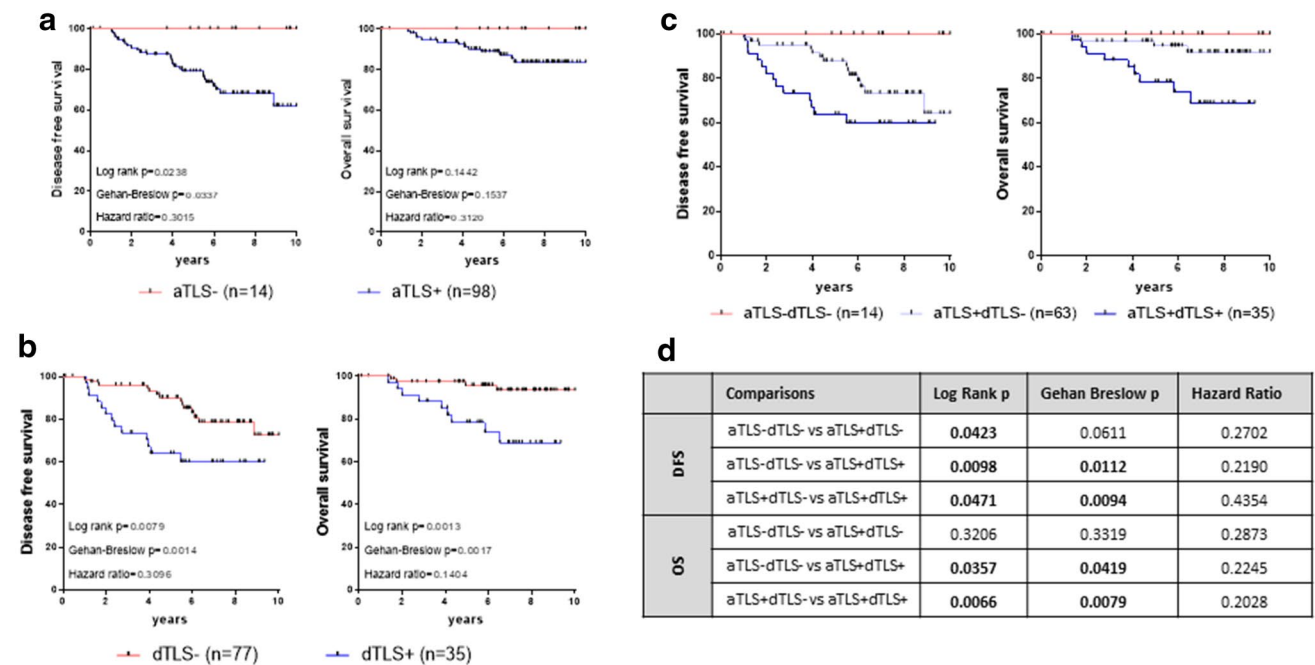 a
100
80
60
40
20
0
Disease free survival
Log rank p=0.0238
Gehan-Breslow p=0.0337
Hazard ratio=0.3015
0 2 4 6 8 10
years
100
80
60
40
20
0
Overall survival
Log rank p=0.1442
Gehan-Breslow p=0.1537
Hazard ratio=0.3120
0 2 4 6 8 10
years
aTLS- (n=14)
aTLS+ (n=98)
b
100
80
60
40
20
0
Disease free survival
Log rank p=0.0079
Gehan-Breslow p=0.0014
Hazard ratio=0.3096
0 2 4 6 8 10
years
100
80
60
40
20
0
Overall survival
Log rank p=0.0013
Gehan-Breslow p=0.0017
Hazard ratio=0.1404
0 2 4 6 8 10
years
dTLS- (n=77)
dTLS+ (n=35)
c
100
80
60
40
20
0
Disease free survival
0 2 4 6 8 10
years
100
80
60
40
20
0
Overall survival
0 2 4 6 8 10
years
aTLS-dTLS- (n=14)
aTLS+dTLS- (n=63)
aTLS+dTLS+ (n=35)
d
Comparisons Log Rank p Gehan Breslow p Hazard Ratio
DFS
aTLS-dTLS- vs aTLS+dTLS- 0.0423 0.0611 0.2702
aTLS-dTLS- vs aTLS+dTLS+ 0.0098 0.0112 0.2190
aTLS+dTLS- vs aTLS+dTLS+ 0.0471 0.0094 0.4354
OS
aTLS-dTLS- vs aTLS+dTLS- 0.3206 0.3319 0.2873
aTLS-dTLS- vs aTLS+dTLS+ 0.0357 0.0419 0.2245
aTLS+dTLS- vs aTLS+dTLS+ 0.0066 0.0079 0.2028